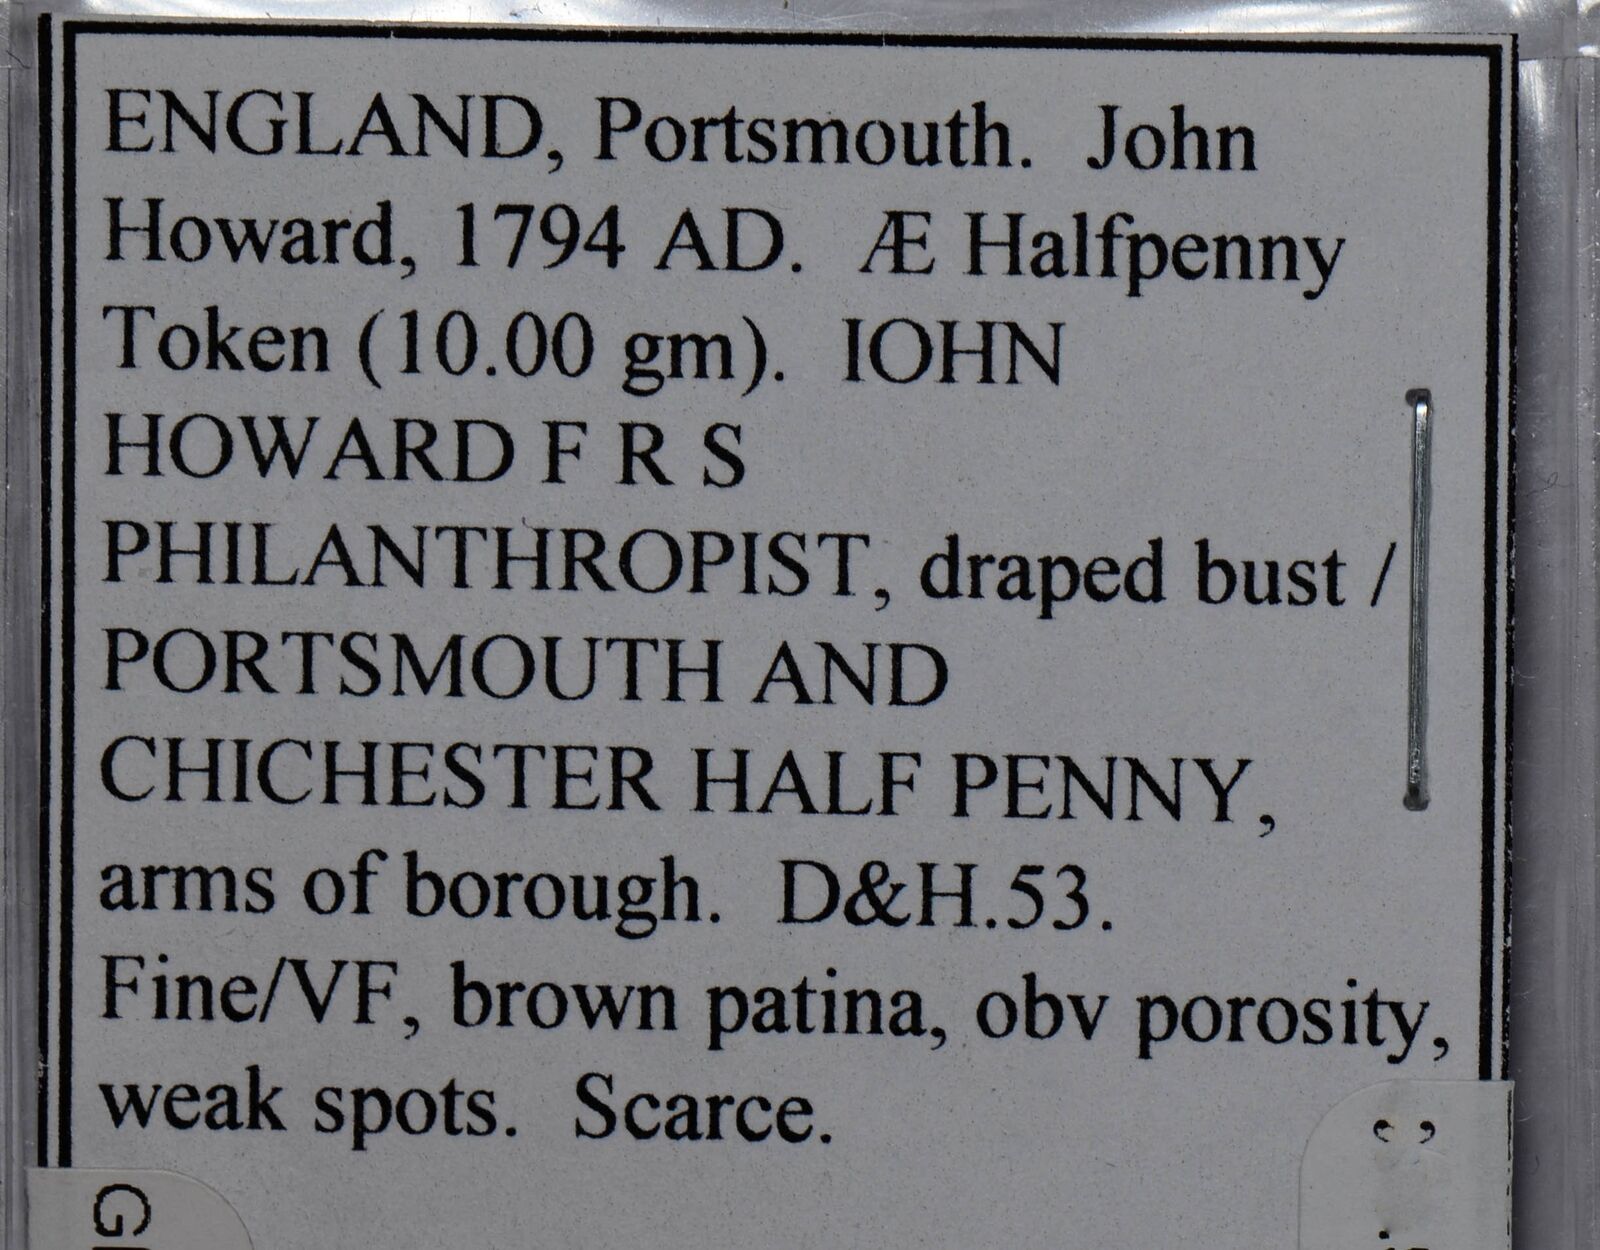 ENGLAND, Portsmouth. John
Howard, 1794 AD. Æ Halfpenny
Token (10.00 gm). IOHN
HOWARD F R S
PHILANTHROPIST, draped bust /
PORTSMOUTH AND
CHICHESTER HALF PENNY,
arms of borough. D&H.53.
Fine/VF, brown patina, obv porosity,
weak spots. Scarce.